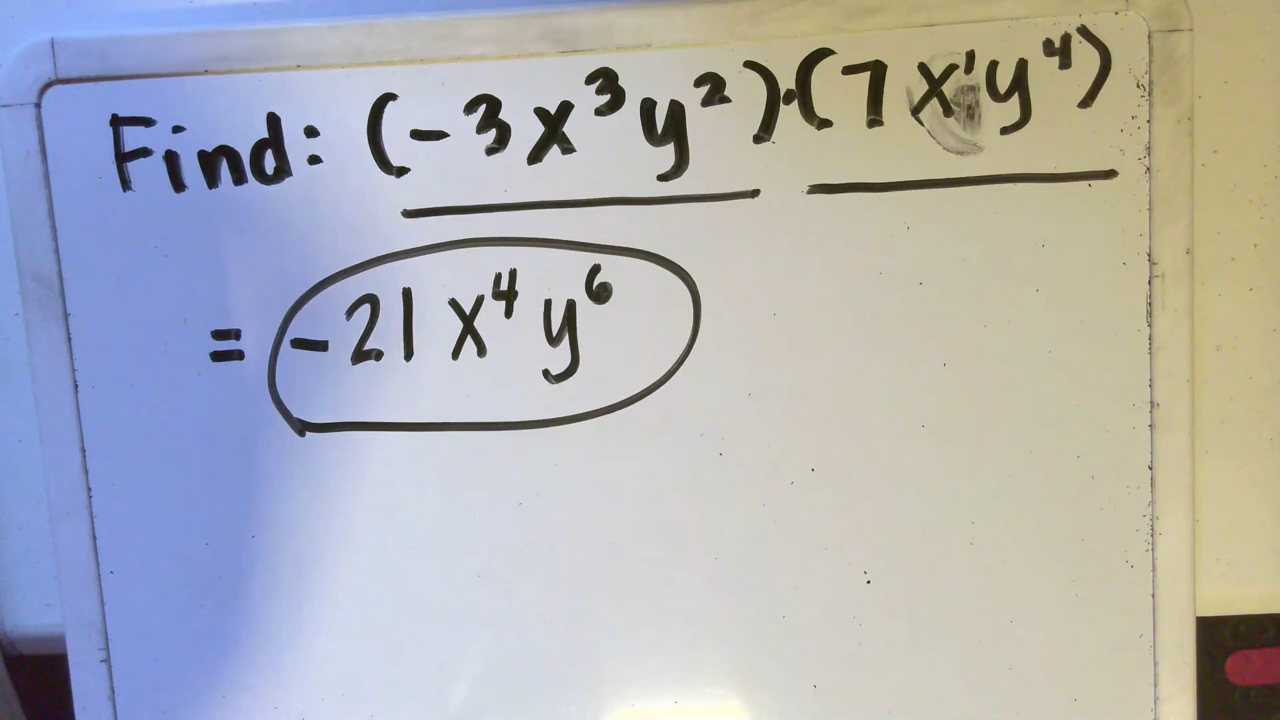 Find: (-3x³y²)·(7x¹y⁴)
= -21x⁴y⁶